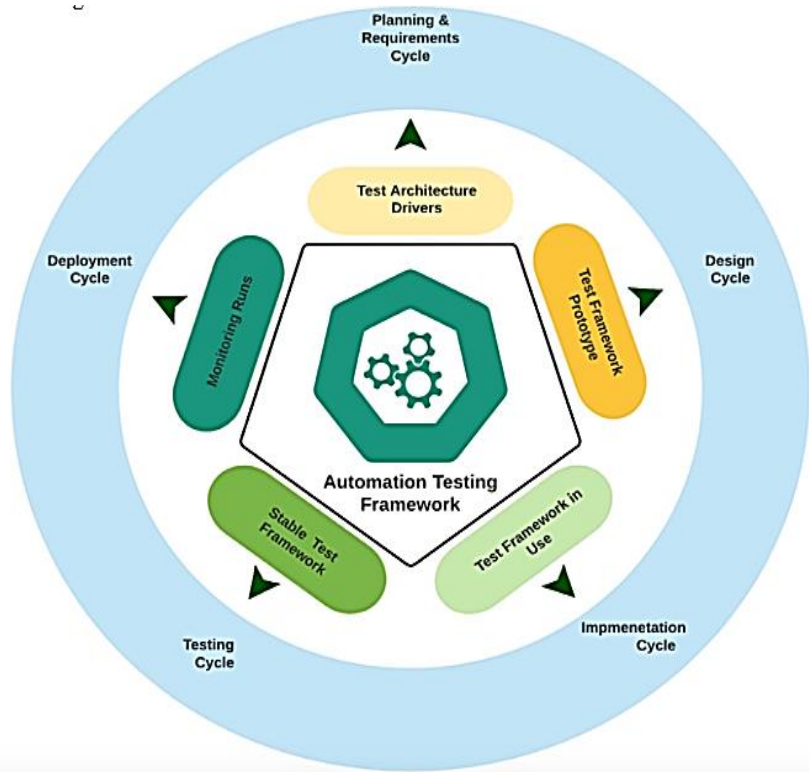 Planning &
Requirements
Cycle
Test Architecture
Drivers
Deployment
Cycle
Monitoring Runs
Test Framework
Prototype
Design
Cycle
Automation Testing
Framework
Stable Test
Framework
Test Framework in
Use
Testing
Cycle
Impmenetation
Cycle